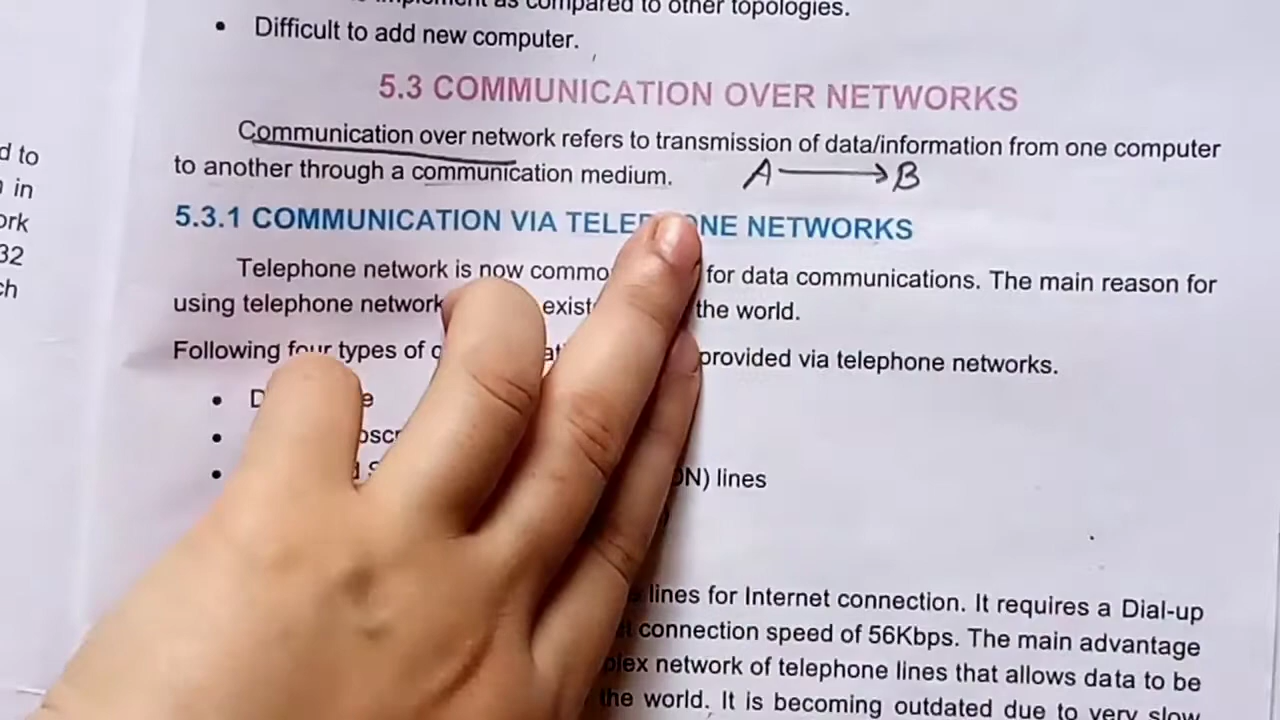 as compared to other topologies.
• Difficult to add new computer.
5.3 COMMUNICATION OVER NETWORKS
Communication over network refers to transmission of data/information from one computer
d to
to another through a communication medium. A → B
in
ork
5.3.1 COMMUNICATION VIA NETWORKS
32
Telephone network is now for data communications. The main reason for
ch
using telephone network the world.
Following four types of provided via telephone networks.
•
•
• lines
lines for Internet connection. It requires a Dial-up
connection speed of 56Kbps. The main advantage
network of telephone lines that allows data to be
the world. It is becoming outdated due to very slow